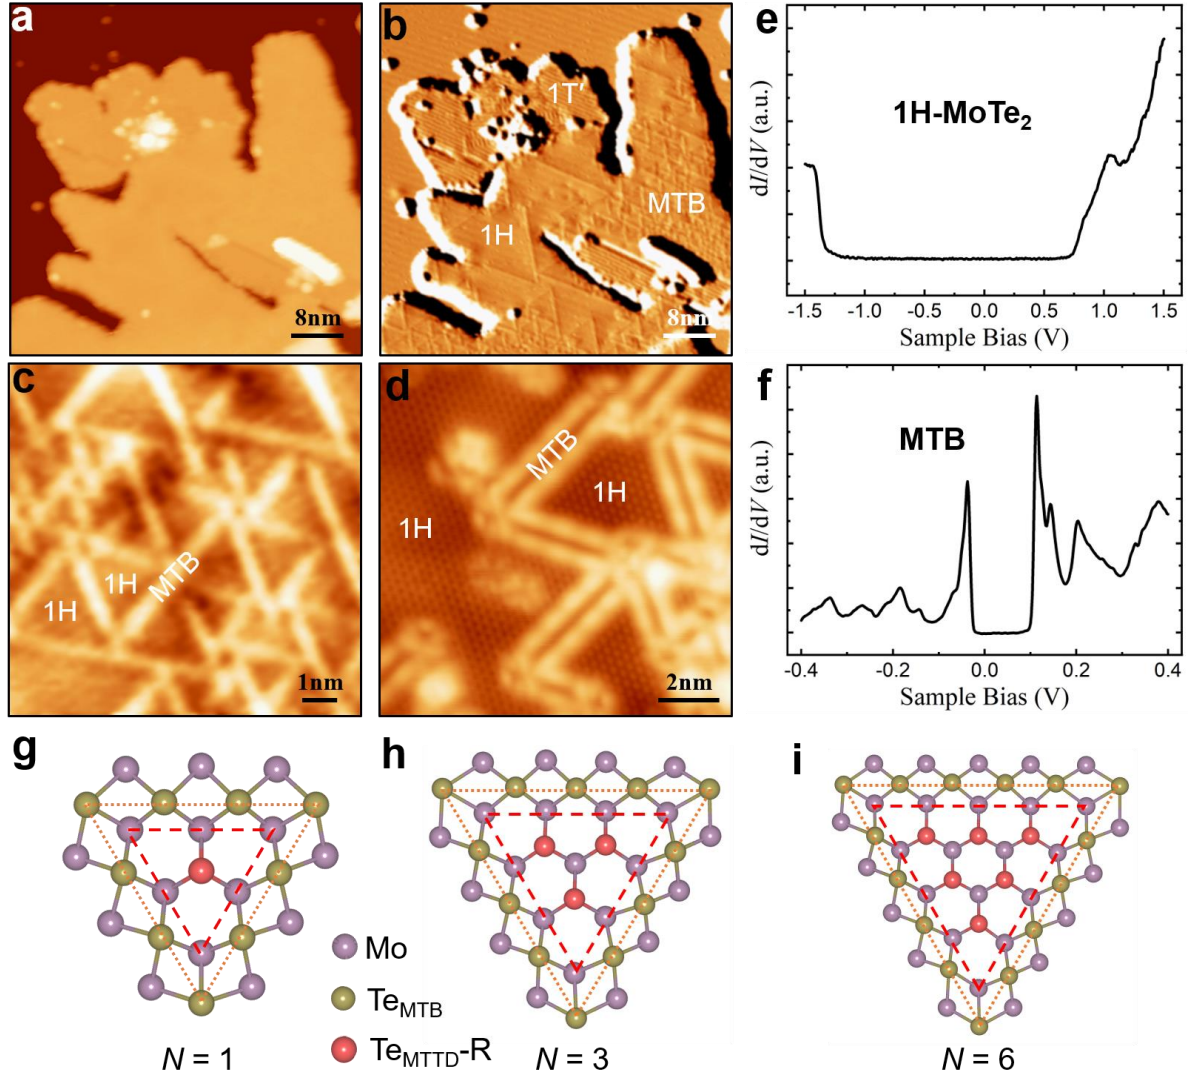 a
b
1T′
MTB
1H
8nm
8nm
e
1H-MoTe₂
dI/dV (a.u.)
-1.5 -1.0 -0.5 0.0 0.5 1.0 1.5
Sample Bias (V)
c
1H
1H
MTB
1nm
d
MTB
1H
1H
2nm
f
MTB
dI/dV (a.u.)
-0.4 -0.2 0.0 0.2 0.4
Sample Bias (V)
g
h
i
Mo
Te_MTB
Te_MTTD-R
N = 1
N = 3
N = 6